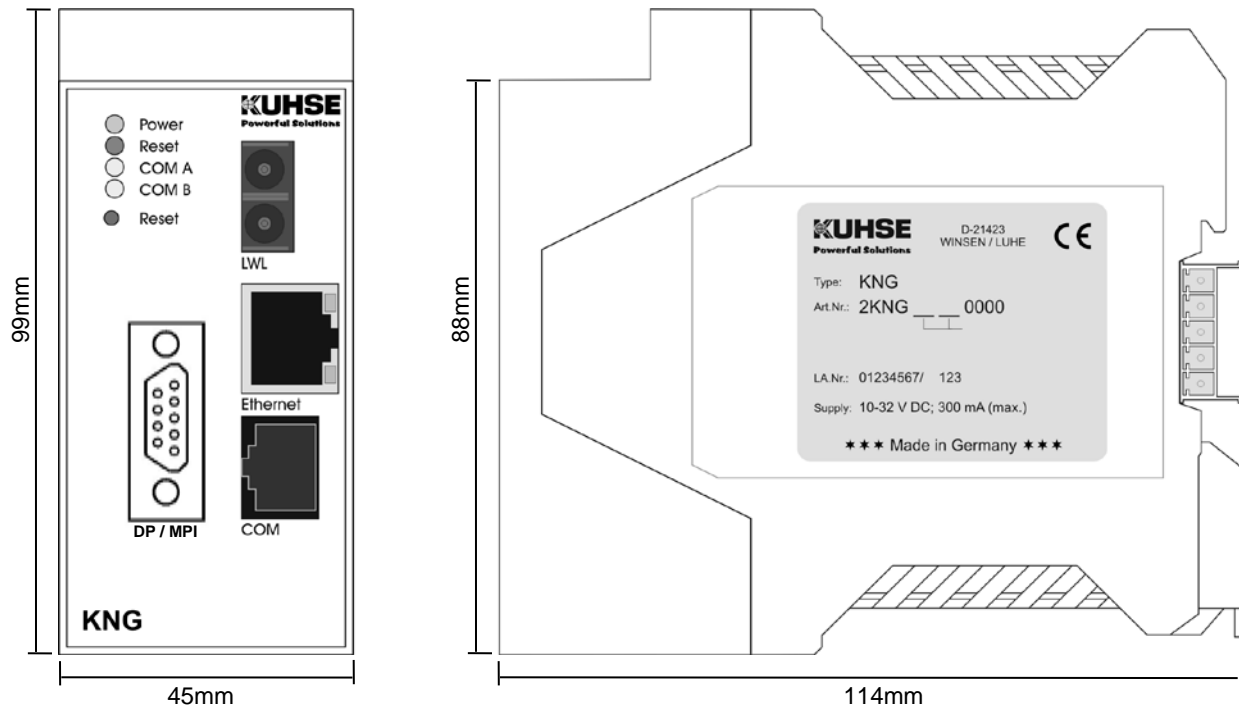 99mm
KUHSE
Powerful Solutions
Power
Reset
COM A
COM B
Reset
LWL
Ethernet
DP / MPI
COM
KNG
45mm
88mm
KUHSE
Powerful Solutions
D-21423
WINSEN / LUHE
CE
Type: KNG
Art.Nr.: 2KNG __ __ 0000
LA.Nr.: 01234567/ 123
Supply: 10-32 V DC; 300 mA (max.)
✶ ✶ ✶ Made in Germany ✶ ✶ ✶
114mm